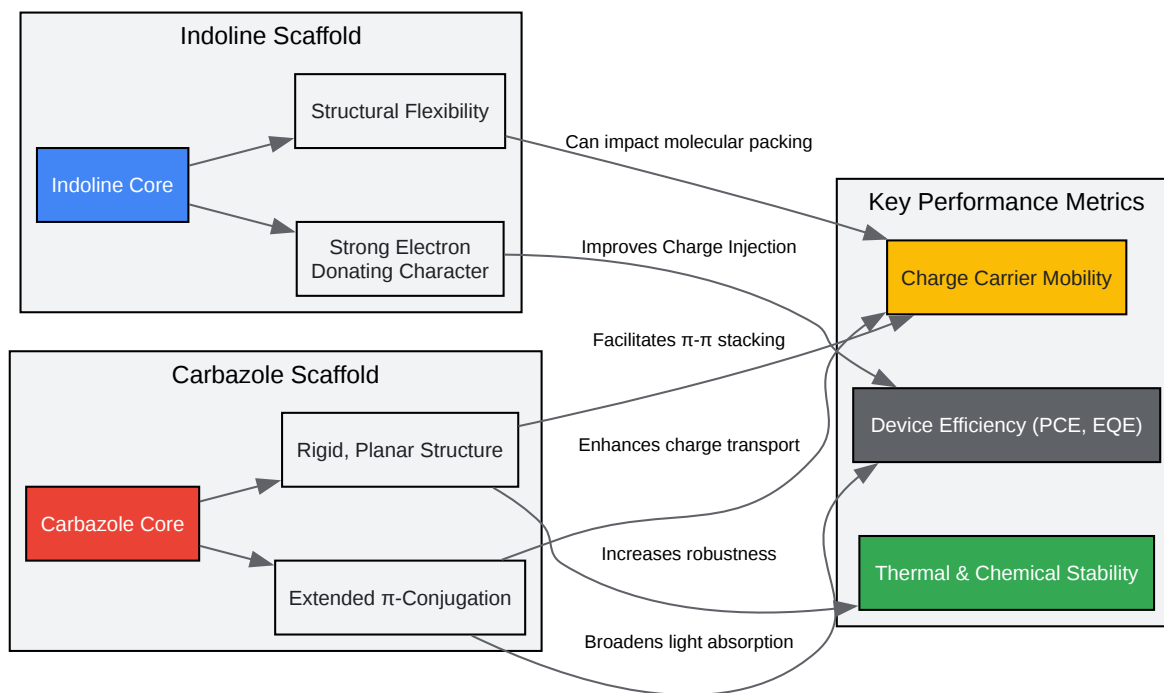 Indoline Scaffold
Structural Flexibility
Indoline Core
Strong Electron
Donating Character
Can impact molecular packing
Improves Charge Injection
Carbazole Scaffold
Rigid, Planar Structure
Carbazole Core
Extended π-Conjugation
Facilitates π-π stacking
Enhances charge transport
Increases robustness
Broadens light absorption
Key Performance Metrics
Charge Carrier Mobility
Device Efficiency (PCE, EQE)
Thermal & Chemical Stability